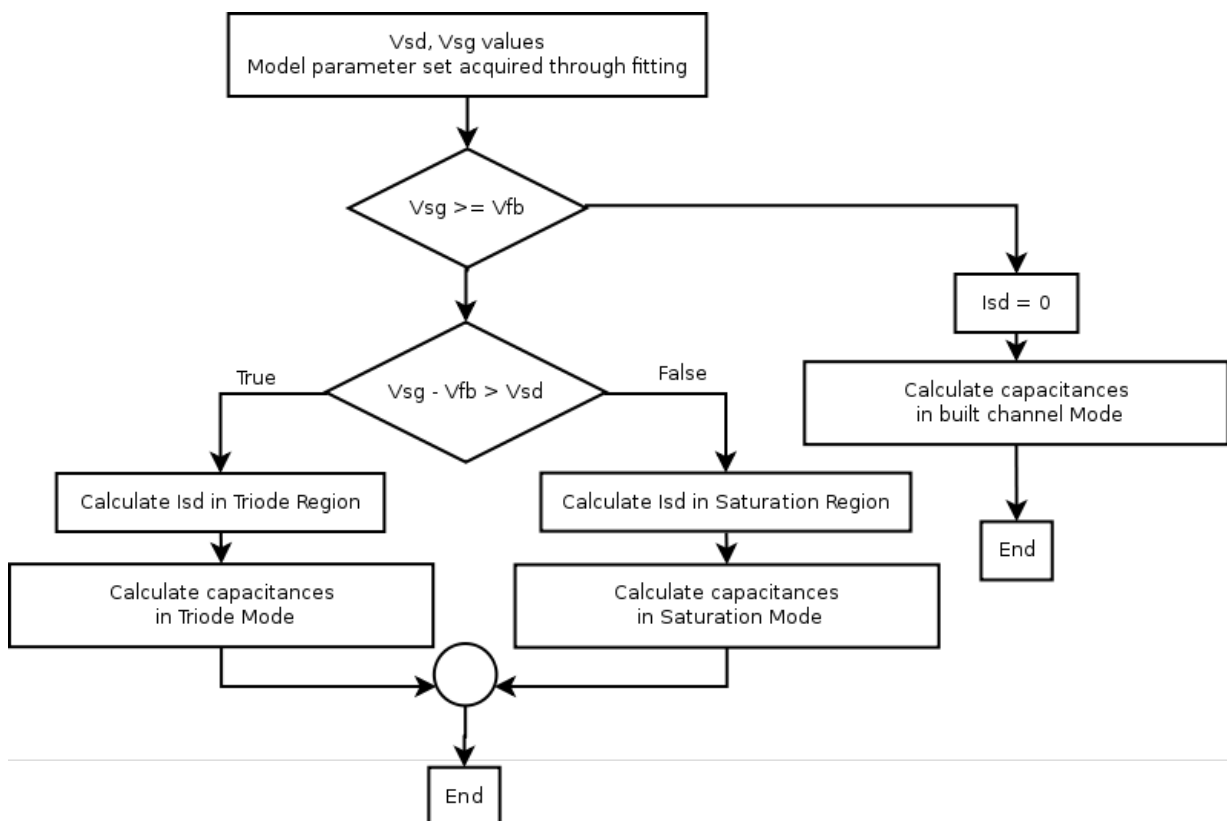 Vsd, Vsg values
Model parameter set acquired through fitting
Vsg >= Vfb
Isd = 0
Calculate capacitances
in built channel Mode
End
Vsg - Vfb > Vsd
True
False
Calculate Isd in Triode Region
Calculate Isd in Saturation Region
Calculate capacitances
in Triode Mode
Calculate capacitances
in Saturation Mode
End